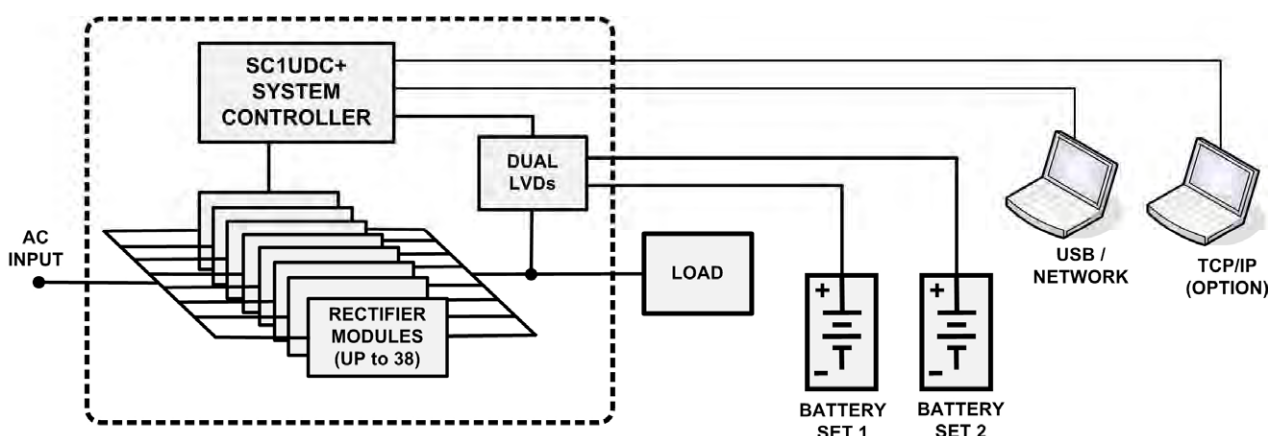 SC1UDC+
SYSTEM
CONTROLLER
DUAL
LVDs
AC
INPUT
LOAD
RECTIFIER
MODULES
(UP to 38)
USB /
NETWORK
TCP/IP
(OPTION)
+
−
+
−
BATTERY
SET 1
BATTERY
SET 2